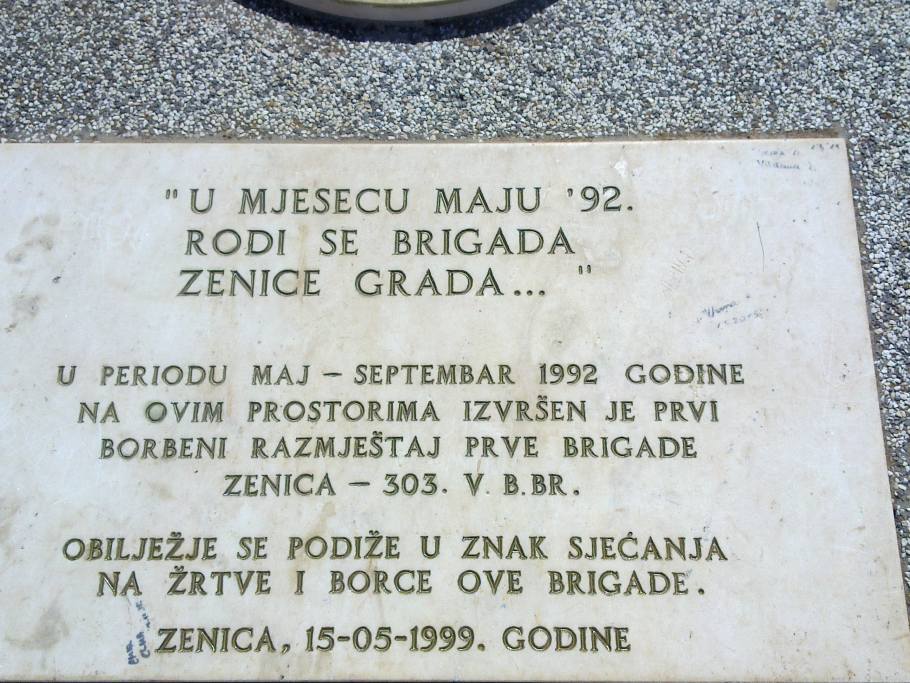 "U MJESECU MAJU '92.
RODI SE BRIGADA
ZENICE GRADA... "
U PERIODU MAJ – SEPTEMBAR 1992 GODINE
NA OVIM PROSTORIMA IZVRŠEN JE PRVI
BORBENI RAZMJEŠTAJ PRVE BRIGADE
ZENICA – 303. V. B.BR.
OBILJEŽJE SE PODIŽE U ZNAK SJEĆANJA
NA ŽRTVE I BORCE OVE BRIGADE.
ZENICA, 15-05-1999. GODINE